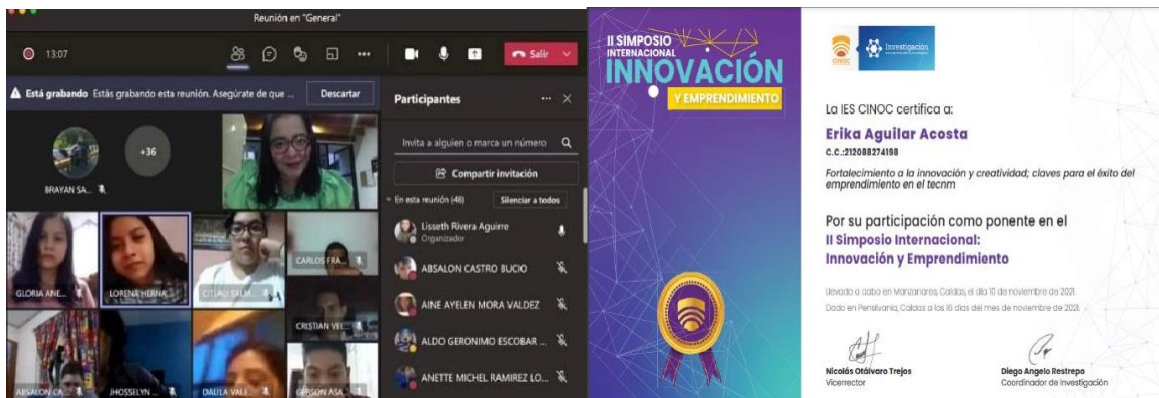 Reunión en "General"
13:07
Salir
Está grabando Estás grabando esta reunión. Asegúrate de que ...
Descartar
+36
BRAYAN SA...
GLORIA ANE...
LORENA HERNA...
CARLOS FRA...
CRISTIAN VEL...
ABSALON CA...
JHOSSELYN ...
DALILA VALE...
GERSON ASA...
Participantes
Invita a alguien o marca un número
Compartir invitación
En esta reunión (48)
Silenciar a todos
Lisseth Rivera Aguirre
Organizador
ABSALON CASTRO BUCIO
AINE AYELEN MORA VALDEZ
ALDO GERONIMO ESCOBAR ...
ANETTE MICHEL RAMIREZ LO...
II SIMPOSIO
INTERNACIONAL
INNOVACIÓN
Y EMPRENDIMIENTO
CINOC
Investigación
La IES CINOC certifica a:
Erika Aguilar Acosta
C.C.:212088274198
Fortalecimiento a la innovación y creatividad; claves para el éxito del
emprendimiento en el tecnm
Por su participación como ponente en el
II Simposio Internacional:
Innovación y Emprendimiento
Llevado a cabo en Manzanares, Caldas, el día 10 de noviembre de 2021.
Dado en Pensilvania, Caldas a los 16 días del mes de noviembre de 2021.
Nicolás Otálvaro Trejos
Vicerrector
Diego Angelo Restrepo
Coordinador de Investigación